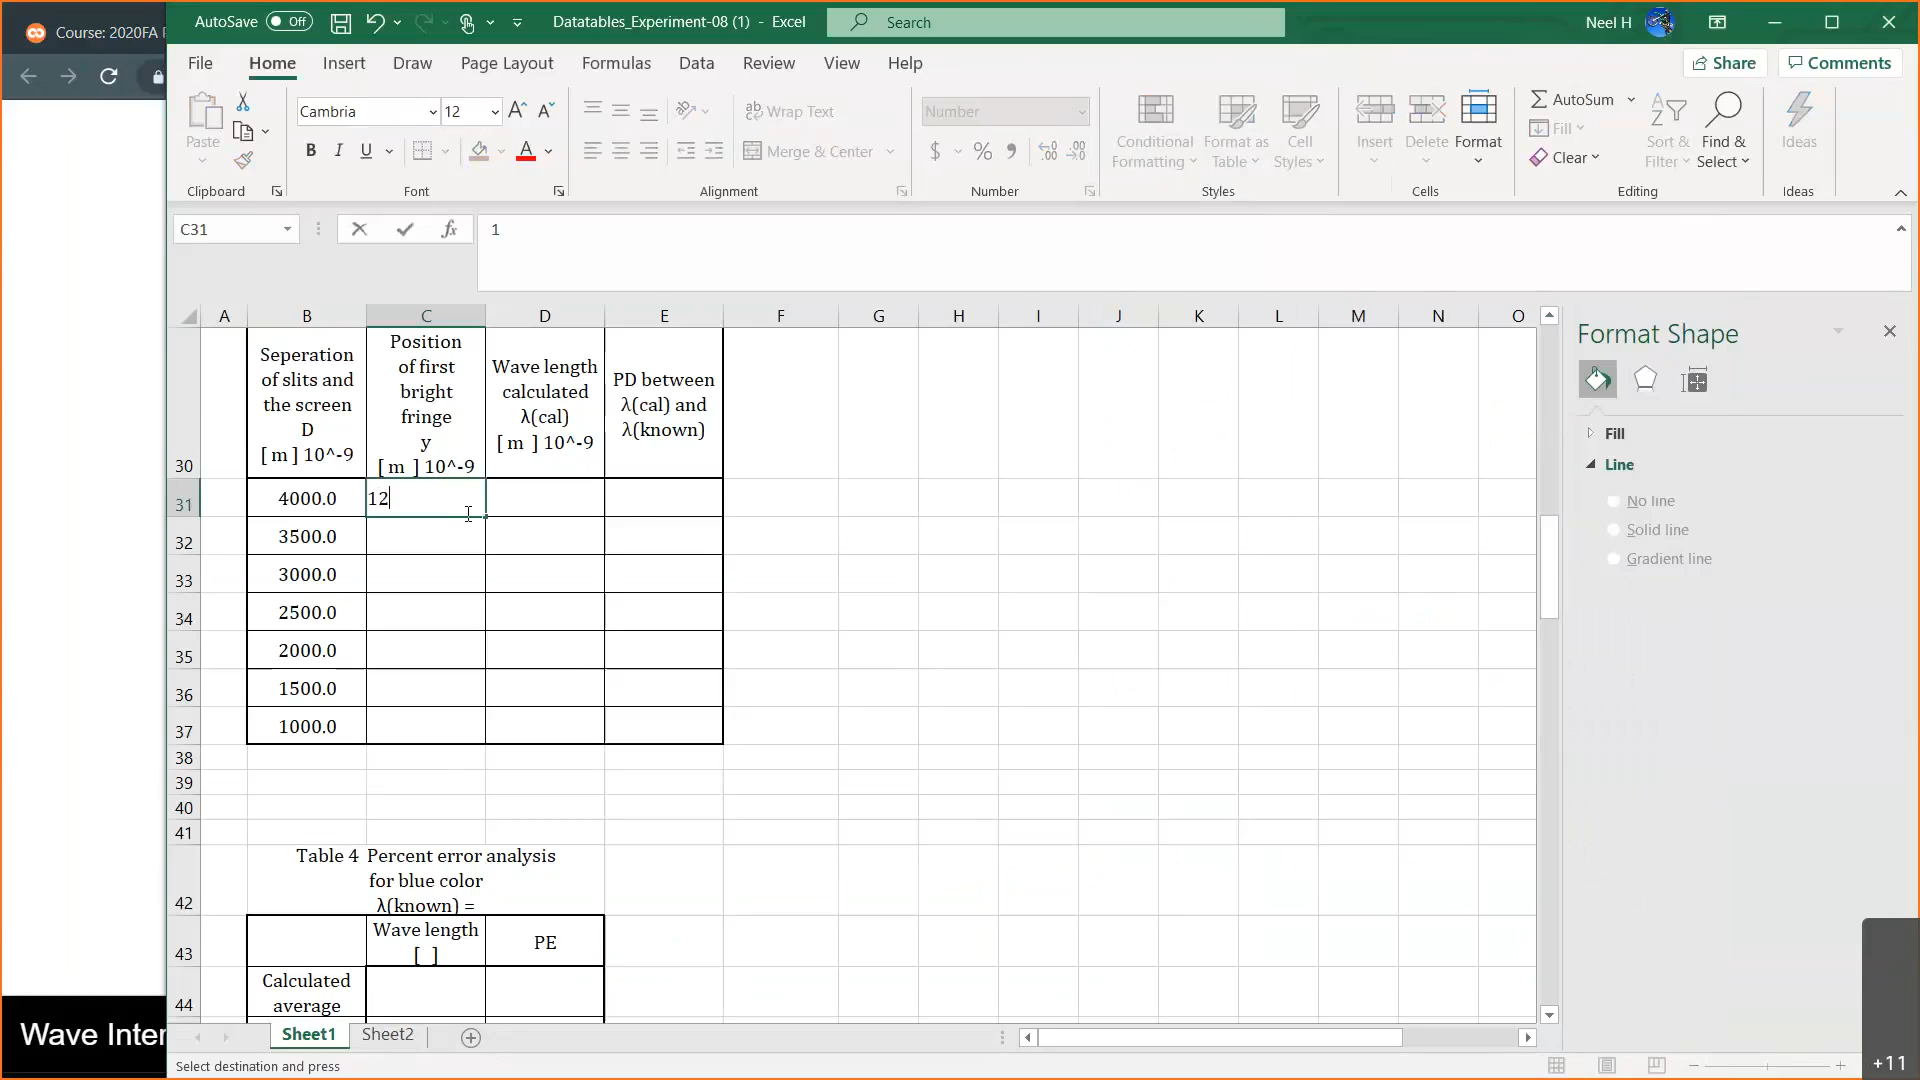 Course: 2020FA
AutoSave Off
Datatables_Experiment-08 (1) - Excel
Search
Neel H
File Home Insert Draw Page Layout Formulas Data Review View Help
Share Comments
Paste
Cambria 12
B I U A
ab Wrap Text
Merge & Center
Number
$ % 9
Conditional Formatting
Format as Table
Cell Styles
Insert Delete Format
AutoSum
Fill
Clear
Sort & Filter
Find & Select
Ideas
Clipboard Font Alignment Number Styles Cells Editing Ideas
C31 fx 1
A B C D E F G H I J K L M N O
Seperation of slits and the screen D [ m ] 10^-9
Position of first bright fringe y [ m ] 10^-9
Wave length calculated λ(cal) [ m ] 10^-9
PD between λ(cal) and λ(known)
30
31 4000.0 12
32 3500.0
33 3000.0
34 2500.0
35 2000.0
36 1500.0
37 1000.0
38
39
40
41
Table 4 Percent error analysis
for blue color
42 λ(known) =
43 Wave length [ ] PE
44 Calculated average
Format Shape
Fill
Line
No line
Solid line
Gradient line
Wave Inter
Sheet1 Sheet2
Select destination and press
+11